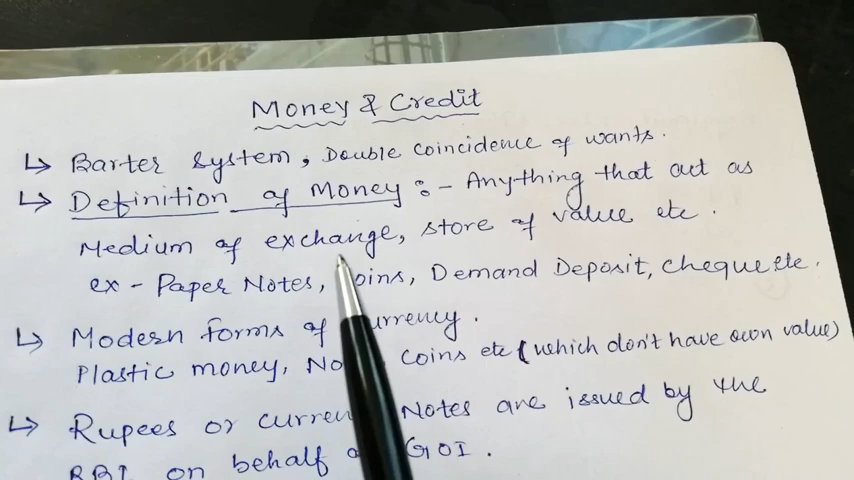 Money & Credit
↳ Barter system, Double coincidence of wants.
↳ Definition of Money :- Anything that act as
Medium of exchange, store of value etc.
ex - Paper Notes, oins, Demand Deposit, cheque etc.
↳ Modern forms of urrency.
Plastic money, No coins etc (which don't have own value)
↳ Rupees or curren Notes are issued by the
RBI on behalf GOI.